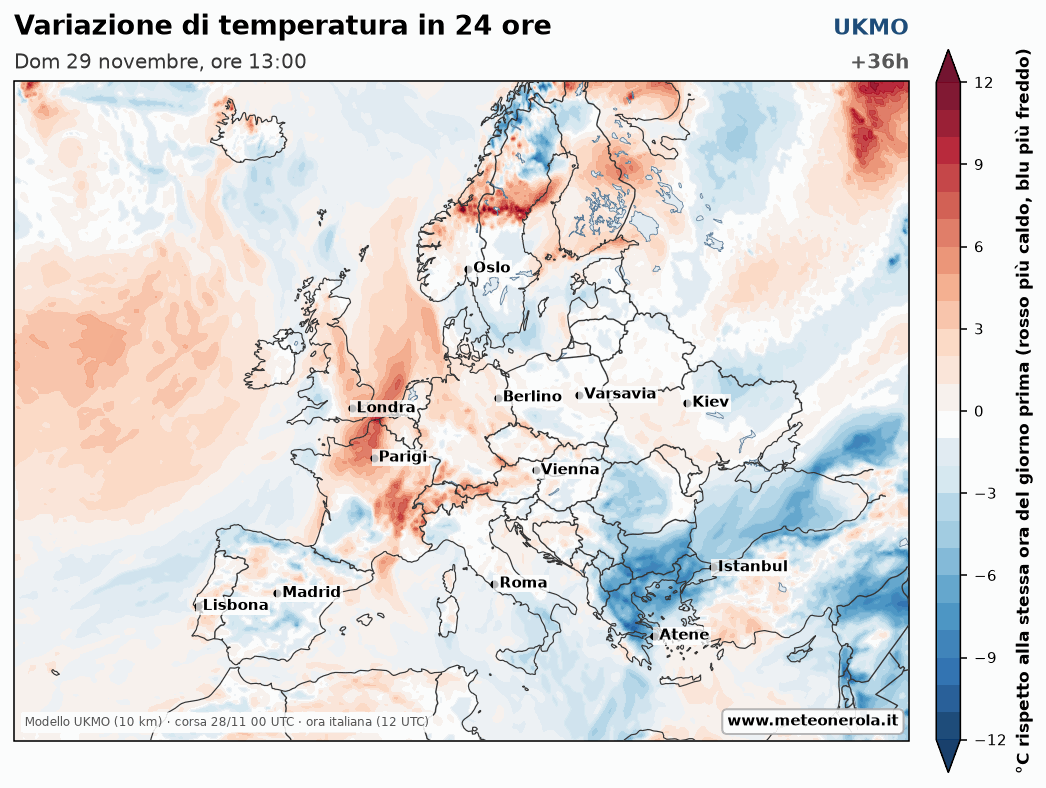 Variazione di temperatura in 24 ore
UKMO
Dom 29 novembre, ore 13:00
+36h
Oslo
Londra
Berlino
Varsavia
Kiev
Parigi
Vienna
Istanbul
Roma
Madrid
Lisbona
Atene
Modello UKMO (10 km) · corsa 28/11 00 UTC · ora italiana (12 UTC)
www.meteonerola.it
12
9
6
3
0
−3
−6
−9
−12
°C rispetto alla stessa ora del giorno prima (rosso più caldo, blu più freddo)